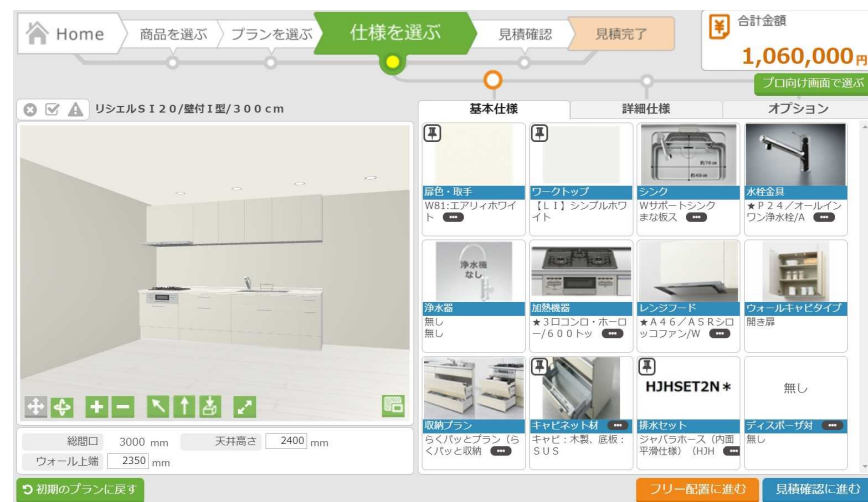 Home
商品を選ぶ
プランを選ぶ
仕様を選ぶ
見積確認
見積完了
合計金額
1,060,000円
プロ向け画面で選ぶ
リシェルSI20/壁付I型/300cm
基本仕様
詳細仕様
オプション
扉色・取手
W81:エアリィホワイ
ト
ワークトップ
【LI】シンプルホワ
イト
約76㎝
約49㎝
シンク
Wサポートシンク
まな板ス
水栓金具
★P24/オールイン
ワン浄水栓/A
浄水機
なし
浄水器
無し
無し
加熱機器
★3口コンロ・ホーロ
ー/600トッ
レンジフード
★A46/ASRシロ
ッコファン/W
ウォールキャビタイプ
開き扉
収納プラン
らくパッとプラン(ら
くパッと収納
キャビネット材
キャビ:木製、底板:
SUS
HJHSET2N*
排水セット
ジャバラホース(内面
平滑仕様)(HJH
無し
ディスポーザ対
無し
総間口 3000 mm 天井高さ 2400 mm
ウォール上端 2350 mm
初期のプランに戻す
フリー配置に進む
見積確認に進む